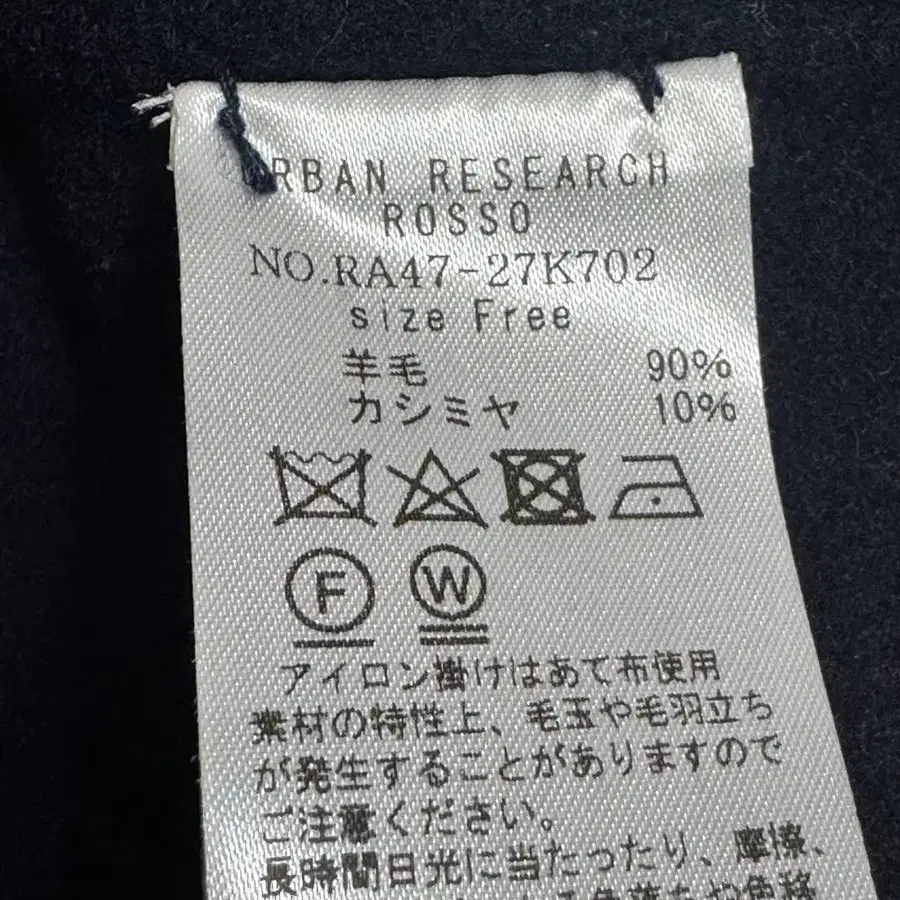 URBAN RESEARCH
ROSSO
NO.RA47-27K702
size Free
羊毛 90%
カシミヤ 10%
F W
アイロン掛けはあて布使用
素材の特性上、毛玉や毛羽立ち
が発生することがありますので
ご注意ください。
長時間日光に当たったり、摩擦、